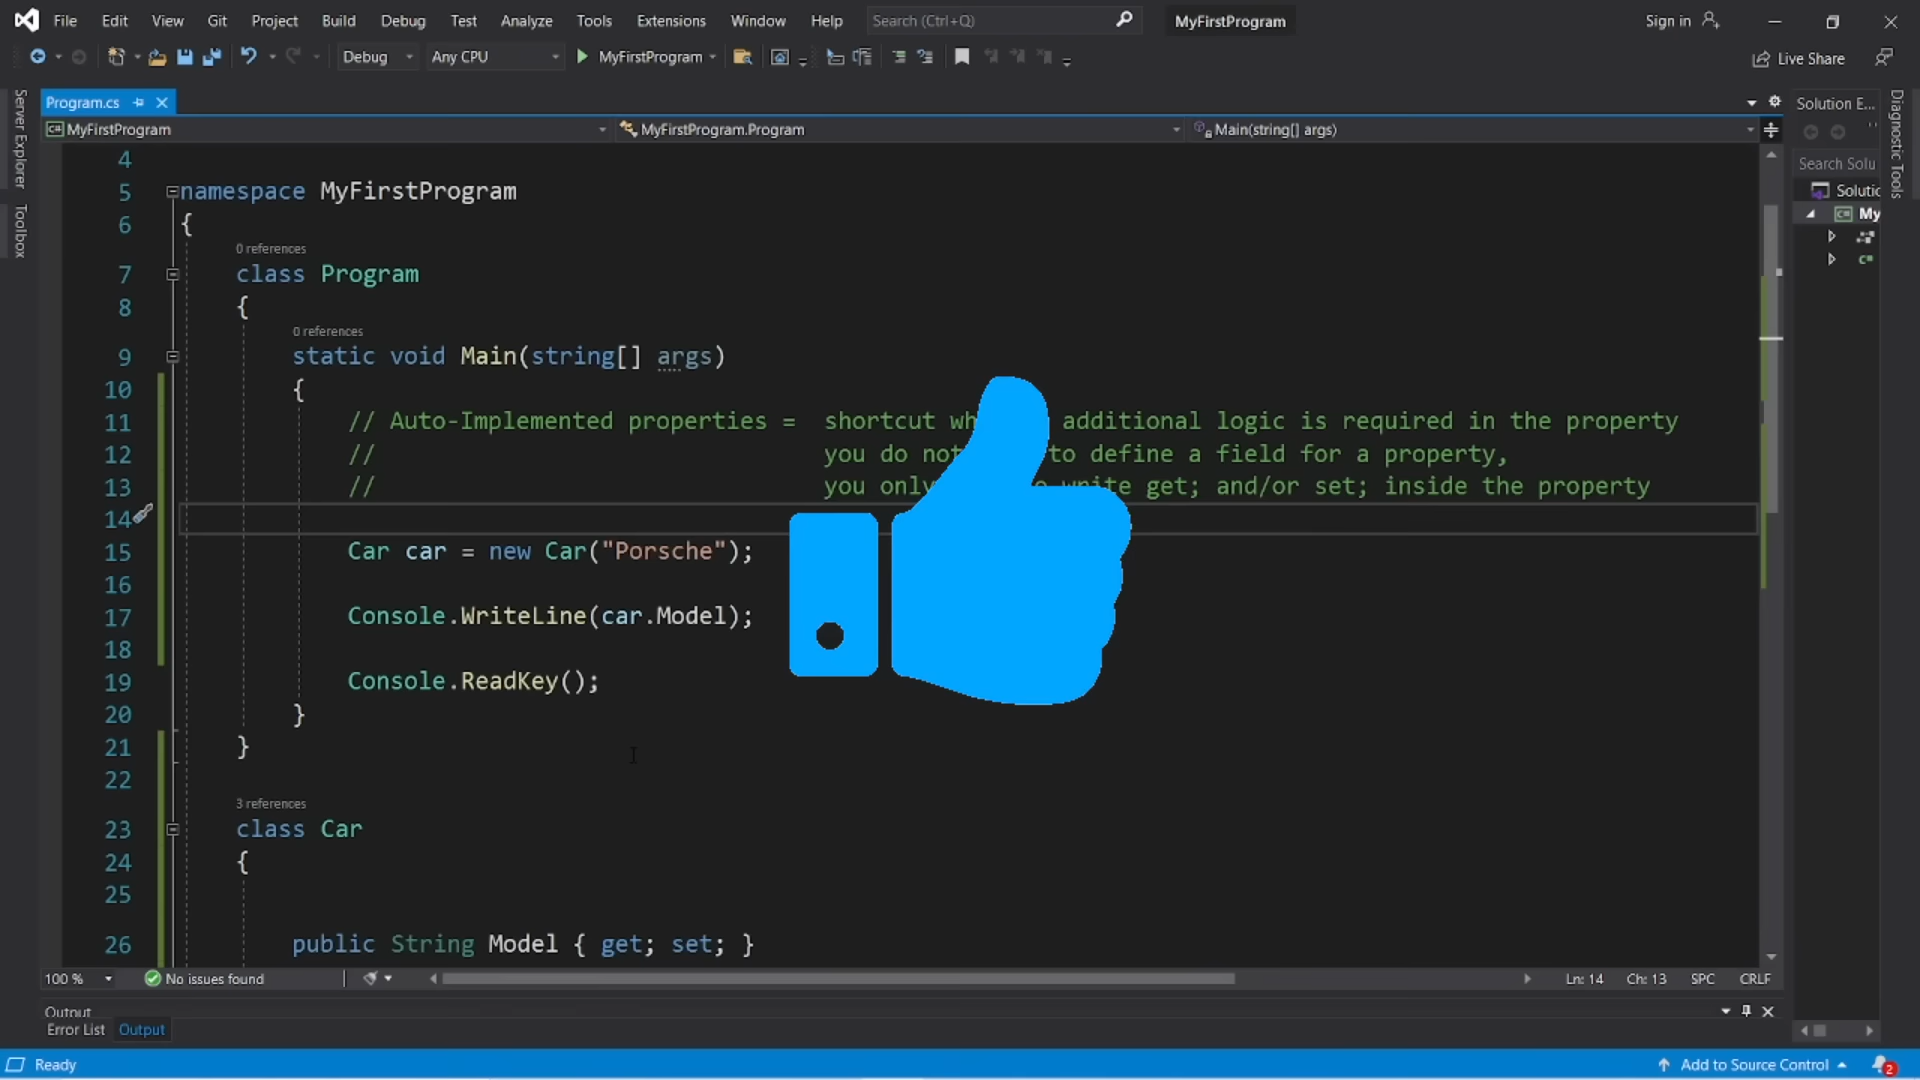 File Edit View Git Project Build Debug Test Analyze Tools Extensions Window Help Search (Ctrl+Q) MyFirstProgram Sign in
Debug Any CPU MyFirstProgram Live Share
Program.cs
Solution E...
MyFirstProgram MyFirstProgram.Program Main(string[] args)
Server Explorer
Toolbox
Diagnostic Tools
Search Solu
Solutio
My
4
5 namespace MyFirstProgram
6 {
0 references
7 class Program
8 {
0 references
9 static void Main(string[] args)
10 {
11 // Auto-Implemented properties = shortcut additional logic is required in the property
12 // you do not to define a field for a property,
13 // you only write get; and/or set; inside the property
14
15 Car car = new Car("Porsche");
16
17 Console.WriteLine(car.Model);
18
19 Console.ReadKey();
20 }
21 }
22
3 references
23 class Car
24 {
25
26 public String Model { get; set; }
100 % No issues found Ln: 14 Ch: 13 SPC CRLF
Output
Error List Output
Ready Add to Source Control 2